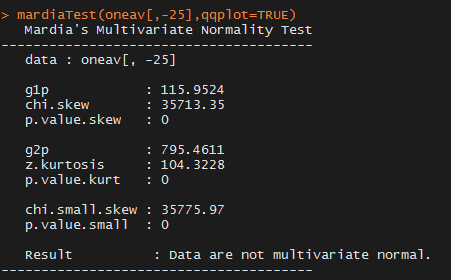 > mardiaTest(oneav[,-25],qqplot=TRUE)
Mardia's Multivariate Normality Test
---------------------------------------
data : oneav[, -25]
g1p : 115.9524
chi.skew : 35713.35
p.value.skew : 0
g2p : 795.4611
z.kurtosis : 104.3228
p.value.kurt : 0
chi.small.skew : 35775.97
p.value.small : 0
Result : Data are not multivariate normal.
---------------------------------------